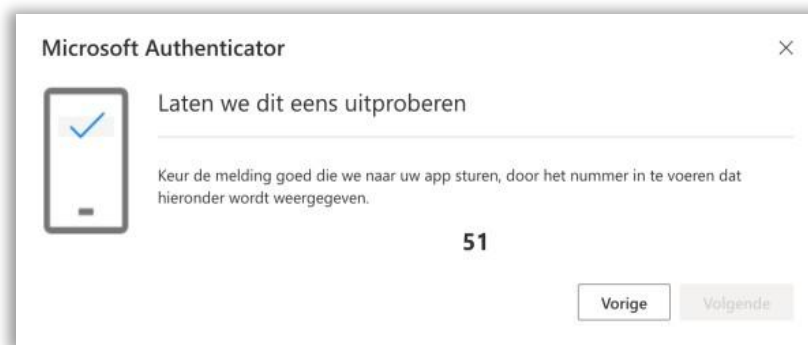 Microsoft Authenticator
Laten we dit eens uitproberen
Keur de melding goed die we naar uw app sturen, door het nummer in te voeren dat
hieronder wordt weergegeven.
51
Vorige
Volgende